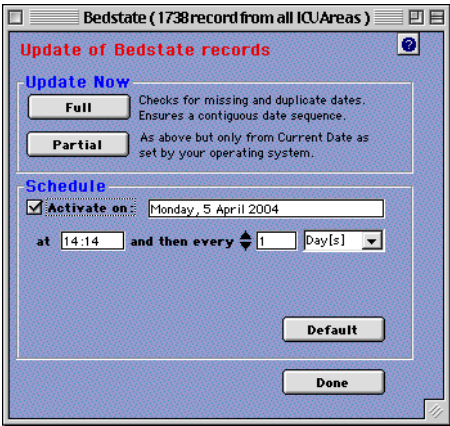 Bedstate ( 1738 record from all ICUAreas )
Update of Bedstate records
?
Update Now
Full
Checks for missing and duplicate dates.
Ensures a contiguous date sequence.
Partial
As above but only from Current Date as
set by your operating system.
Schedule
Activate on:
Monday, 5 April 2004
at 14:14 and then every 1 Day[s]
Default
Done